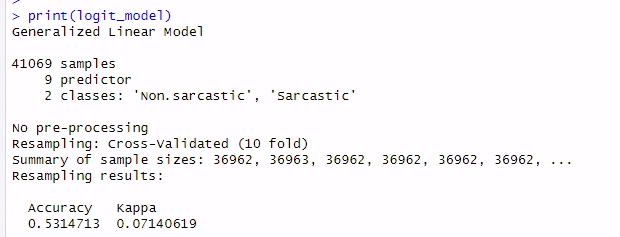 > print(logit_model)
Generalized Linear Model
41069 samples
9 predictor
2 classes: 'Non.sarcastic', 'Sarcastic'
No pre-processing
Resampling: Cross-Validated (10 fold)
Summary of sample sizes: 36962, 36963, 36962, 36962, 36962, 36962, ...
Resampling results:
Accuracy Kappa
0.5314713 0.07140619